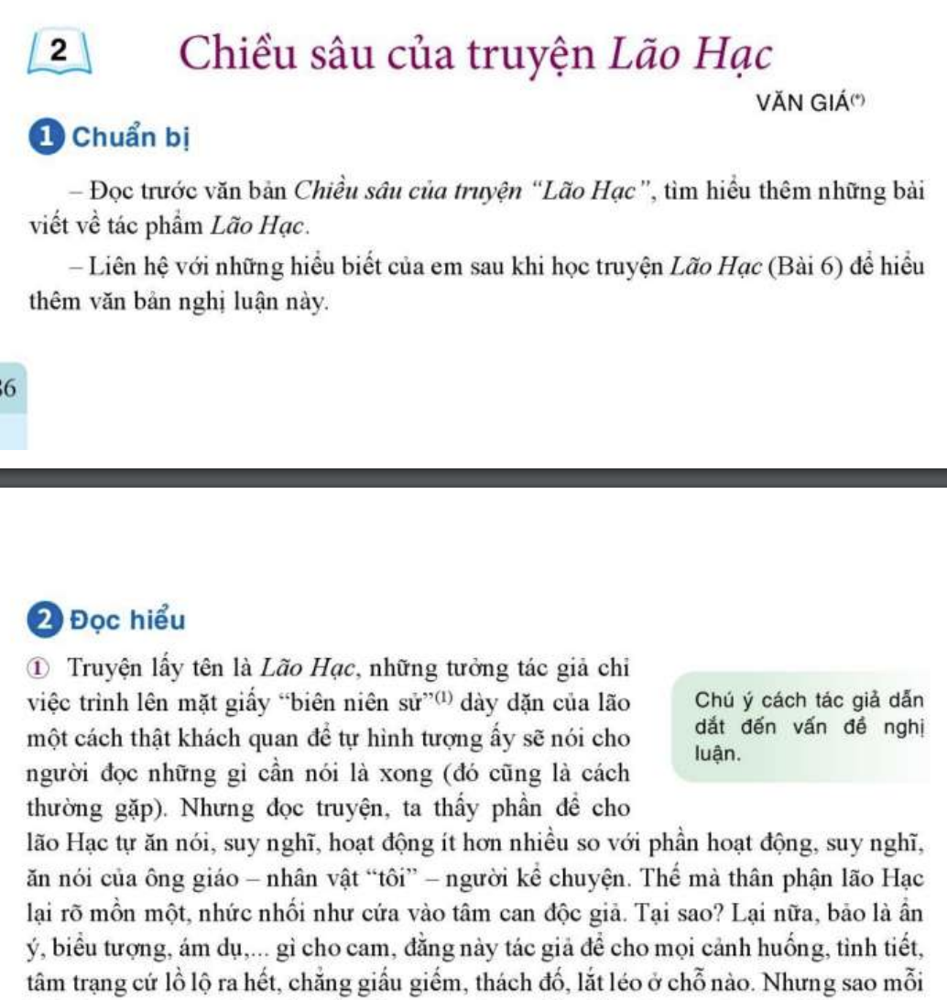 2
Chiều sâu của truyện Lão Hạc
VĂN GIÁ(*)
1 Chuẩn bị
– Đọc trước văn bản Chiều sâu của truyện “Lão Hạc”, tìm hiểu thêm những bài
viết về tác phẩm Lão Hạc.
– Liên hệ với những hiểu biết của em sau khi học truyện Lão Hạc (Bài 6) để hiểu
thêm văn bản nghị luận này.
6
2 Đọc hiểu
① Truyện lấy tên là Lão Hạc, những tưởng tác giả chỉ
việc trình lên mặt giấy “biên niên sử”(1) dày dặn của lão
một cách thật khách quan để tự hình tượng ấy sẽ nói cho
người đọc những gì cần nói là xong (đó cũng là cách
thường gặp). Nhưng đọc truyện, ta thấy phần để cho
Chú ý cách tác giả dẫn
dắt đến vấn đề nghị
luận.
lão Hạc tự ăn nói, suy nghĩ, hoạt động ít hơn nhiều so với phần hoạt động, suy nghĩ,
ăn nói của ông giáo – nhân vật “tôi” – người kể chuyện. Thế mà thân phận lão Hạc
lại rõ mồn một, nhức nhối như cứa vào tâm can độc giả. Tại sao? Lại nữa, bảo là ẩn
ý, biểu tượng, ám dụ,... gì cho cam, đằng này tác giả để cho mọi cảnh huống, tình tiết,
tâm trạng cứ lồ lộ ra hết, chẳng giấu giếm, thách đố, lắt léo ở chỗ nào. Nhưng sao mỗi